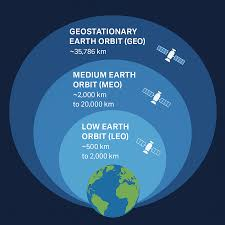 GEOSTATIONARY
EARTH ORBIT (GEO)
~35,786 km
MEDIUM EARTH
ORBIT (MEO)
~2,000 km
to 20,000 km
LOW EARTH
ORBIT (LEO)
~500 km
to 2,000 km